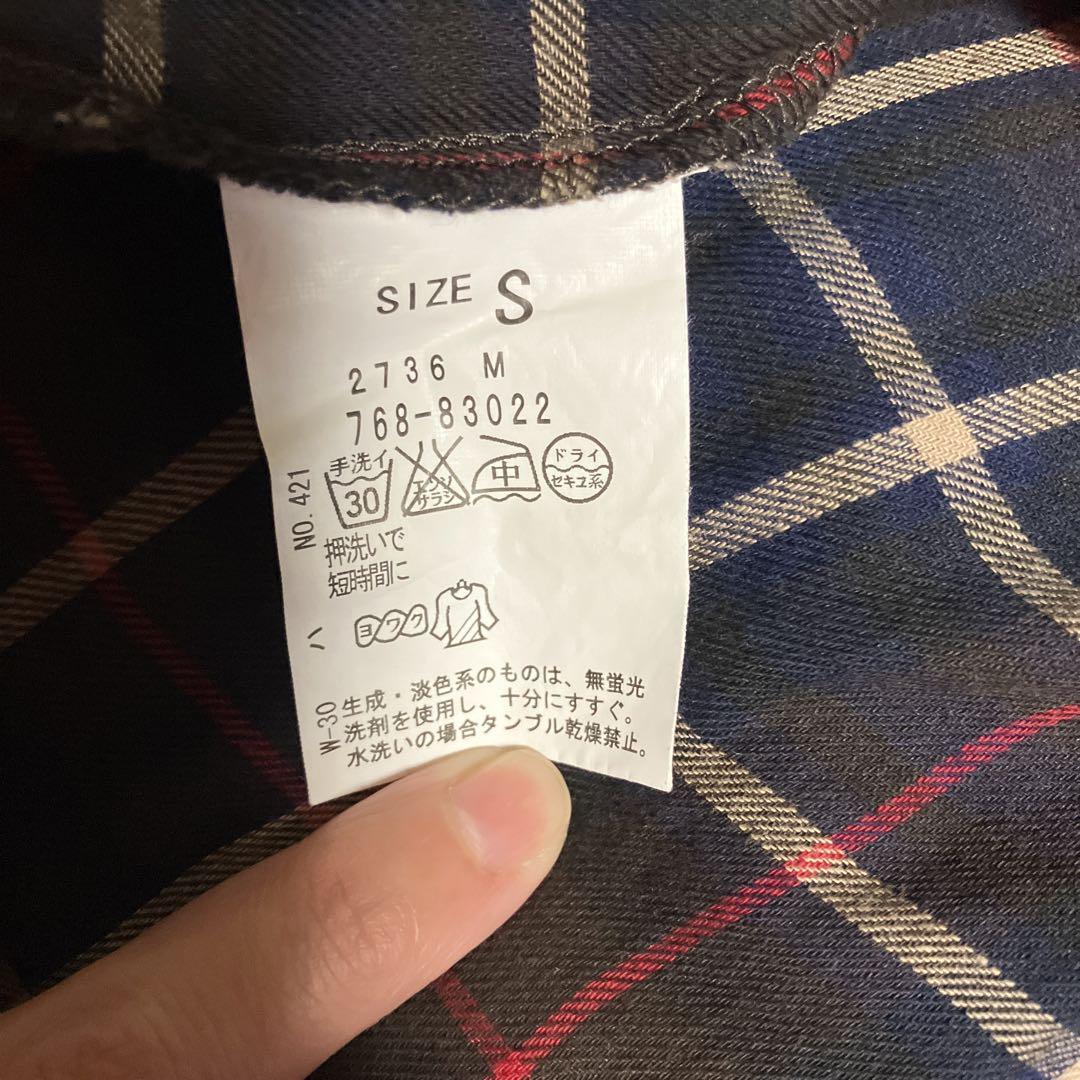 SIZE S
2736 M
768-83022
手洗イ
30
エンソ
サラシ
中
ドライ
セキユ系
NO. 421
押洗いで
短時間に
ハ
ヨワク
W-30
生成・淡色系のものは、無蛍光
洗剤を使用し、十分にすすぐ。
水洗いの場合タンブル乾燥禁止。